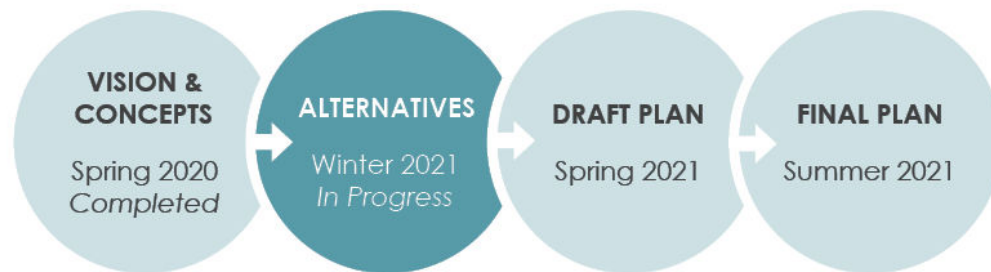 VISION &
CONCEPTS
Spring 2020
Completed
ALTERNATIVES
Winter 2021
In Progress
DRAFT PLAN
Spring 2021
FINAL PLAN
Summer 2021